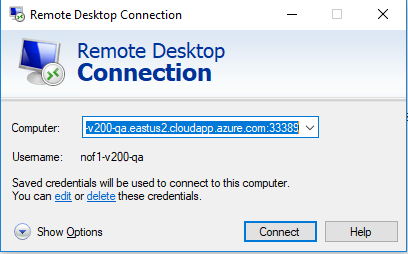 Remote Desktop Connection
Remote Desktop
Connection
Computer:
-v200-qa.eastus2.cloudapp.azure.com:33389
Username: nof1-v200-qa
Saved credentials will be used to connect to this computer.
You can edit or delete these credentials.
Show Options
Connect
Help